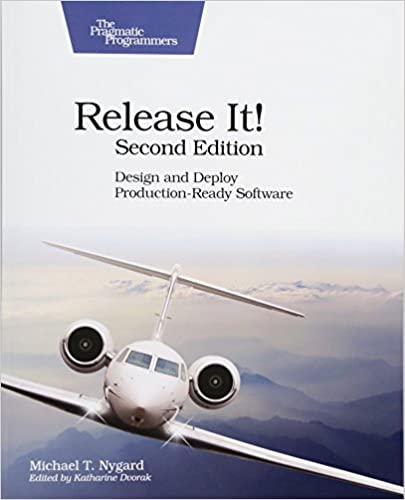 The
Pragmatic
Programmers
Release It!
Second Edition
Design and Deploy
Production-Ready Software
Michael T. Nygard
Edited by Katharine Dvorak